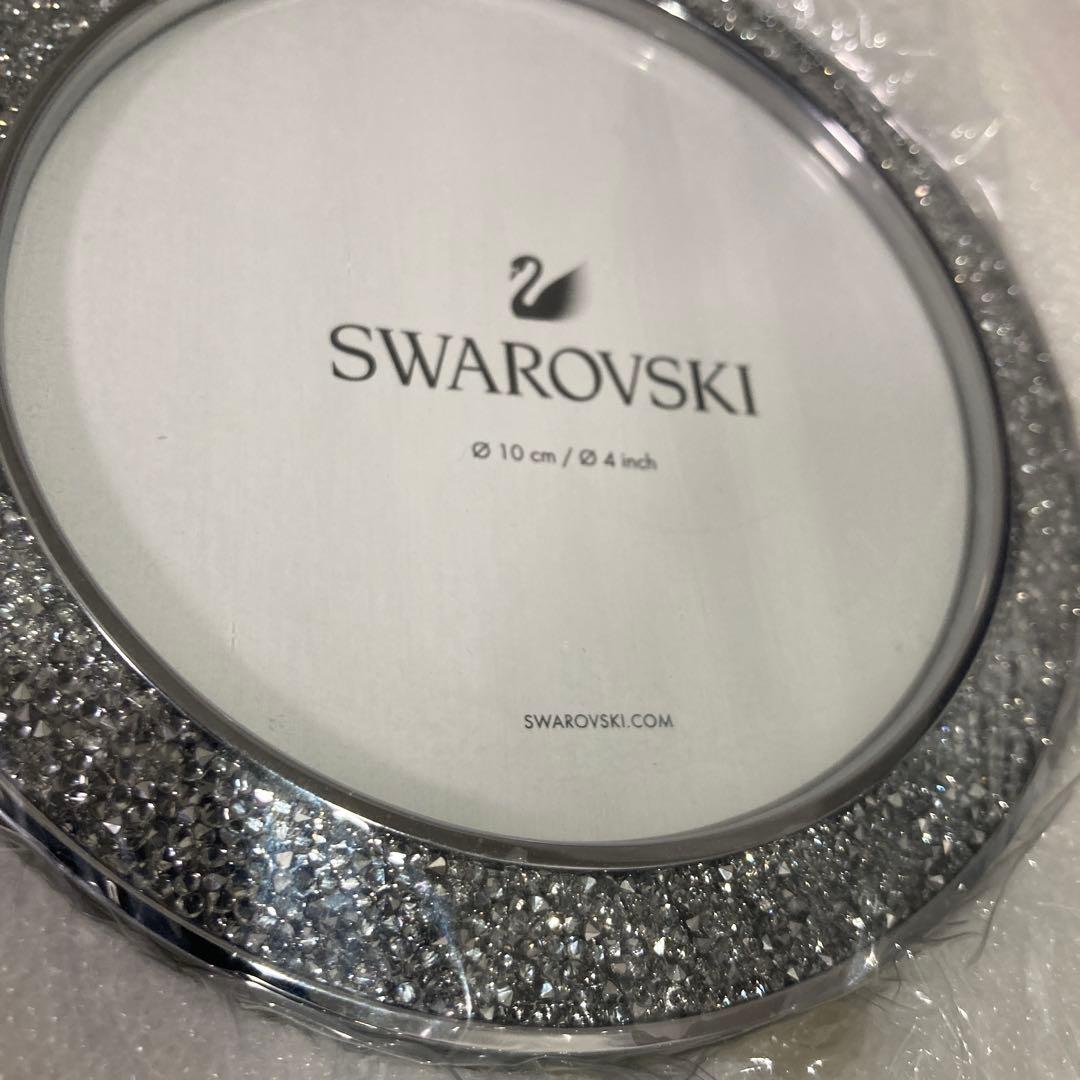 SWAROVSKI
Ø 10 cm / Ø 4 inch
SWAROVSKI.COM